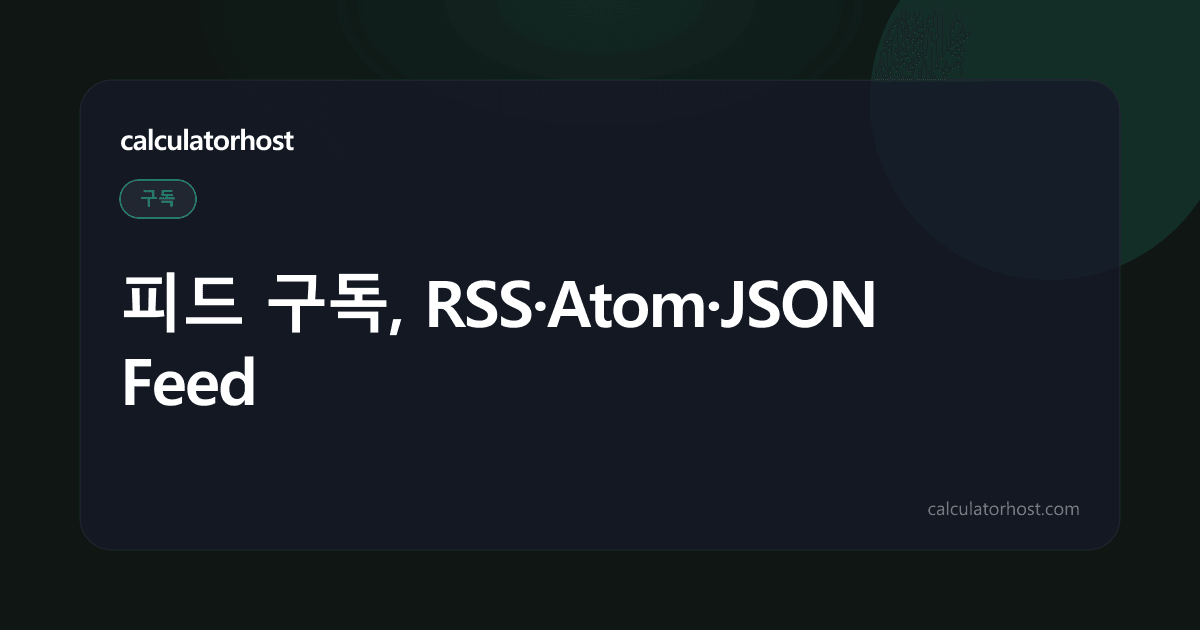 calculatorhost
구독
피드 구독, RSS·Atom·JSON
Feed
calculatorhost.com